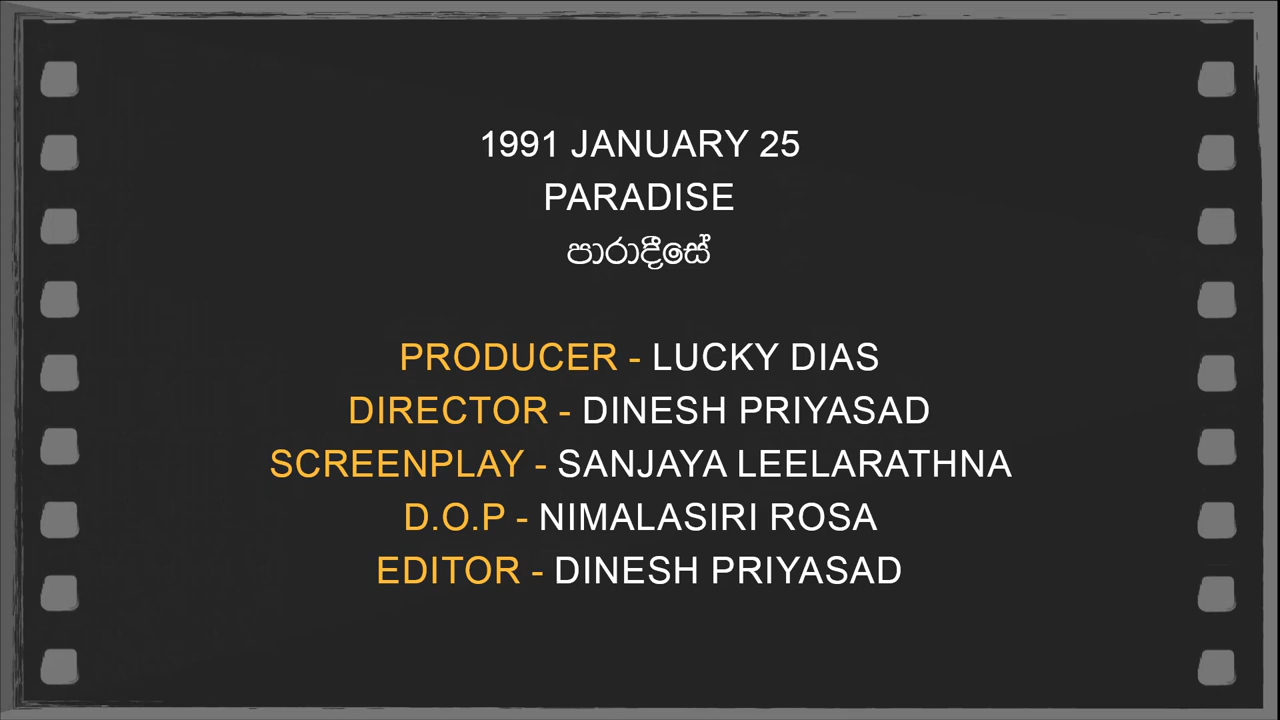 1991 JANUARY 25
PARADISE
පාරාදීසේ
PRODUCER - LUCKY DIAS
DIRECTOR - DINESH PRIYASAD
SCREENPLAY - SANJAYA LEELARATHNA
D.O.P - NIMALASIRI ROSA
EDITOR - DINESH PRIYASAD